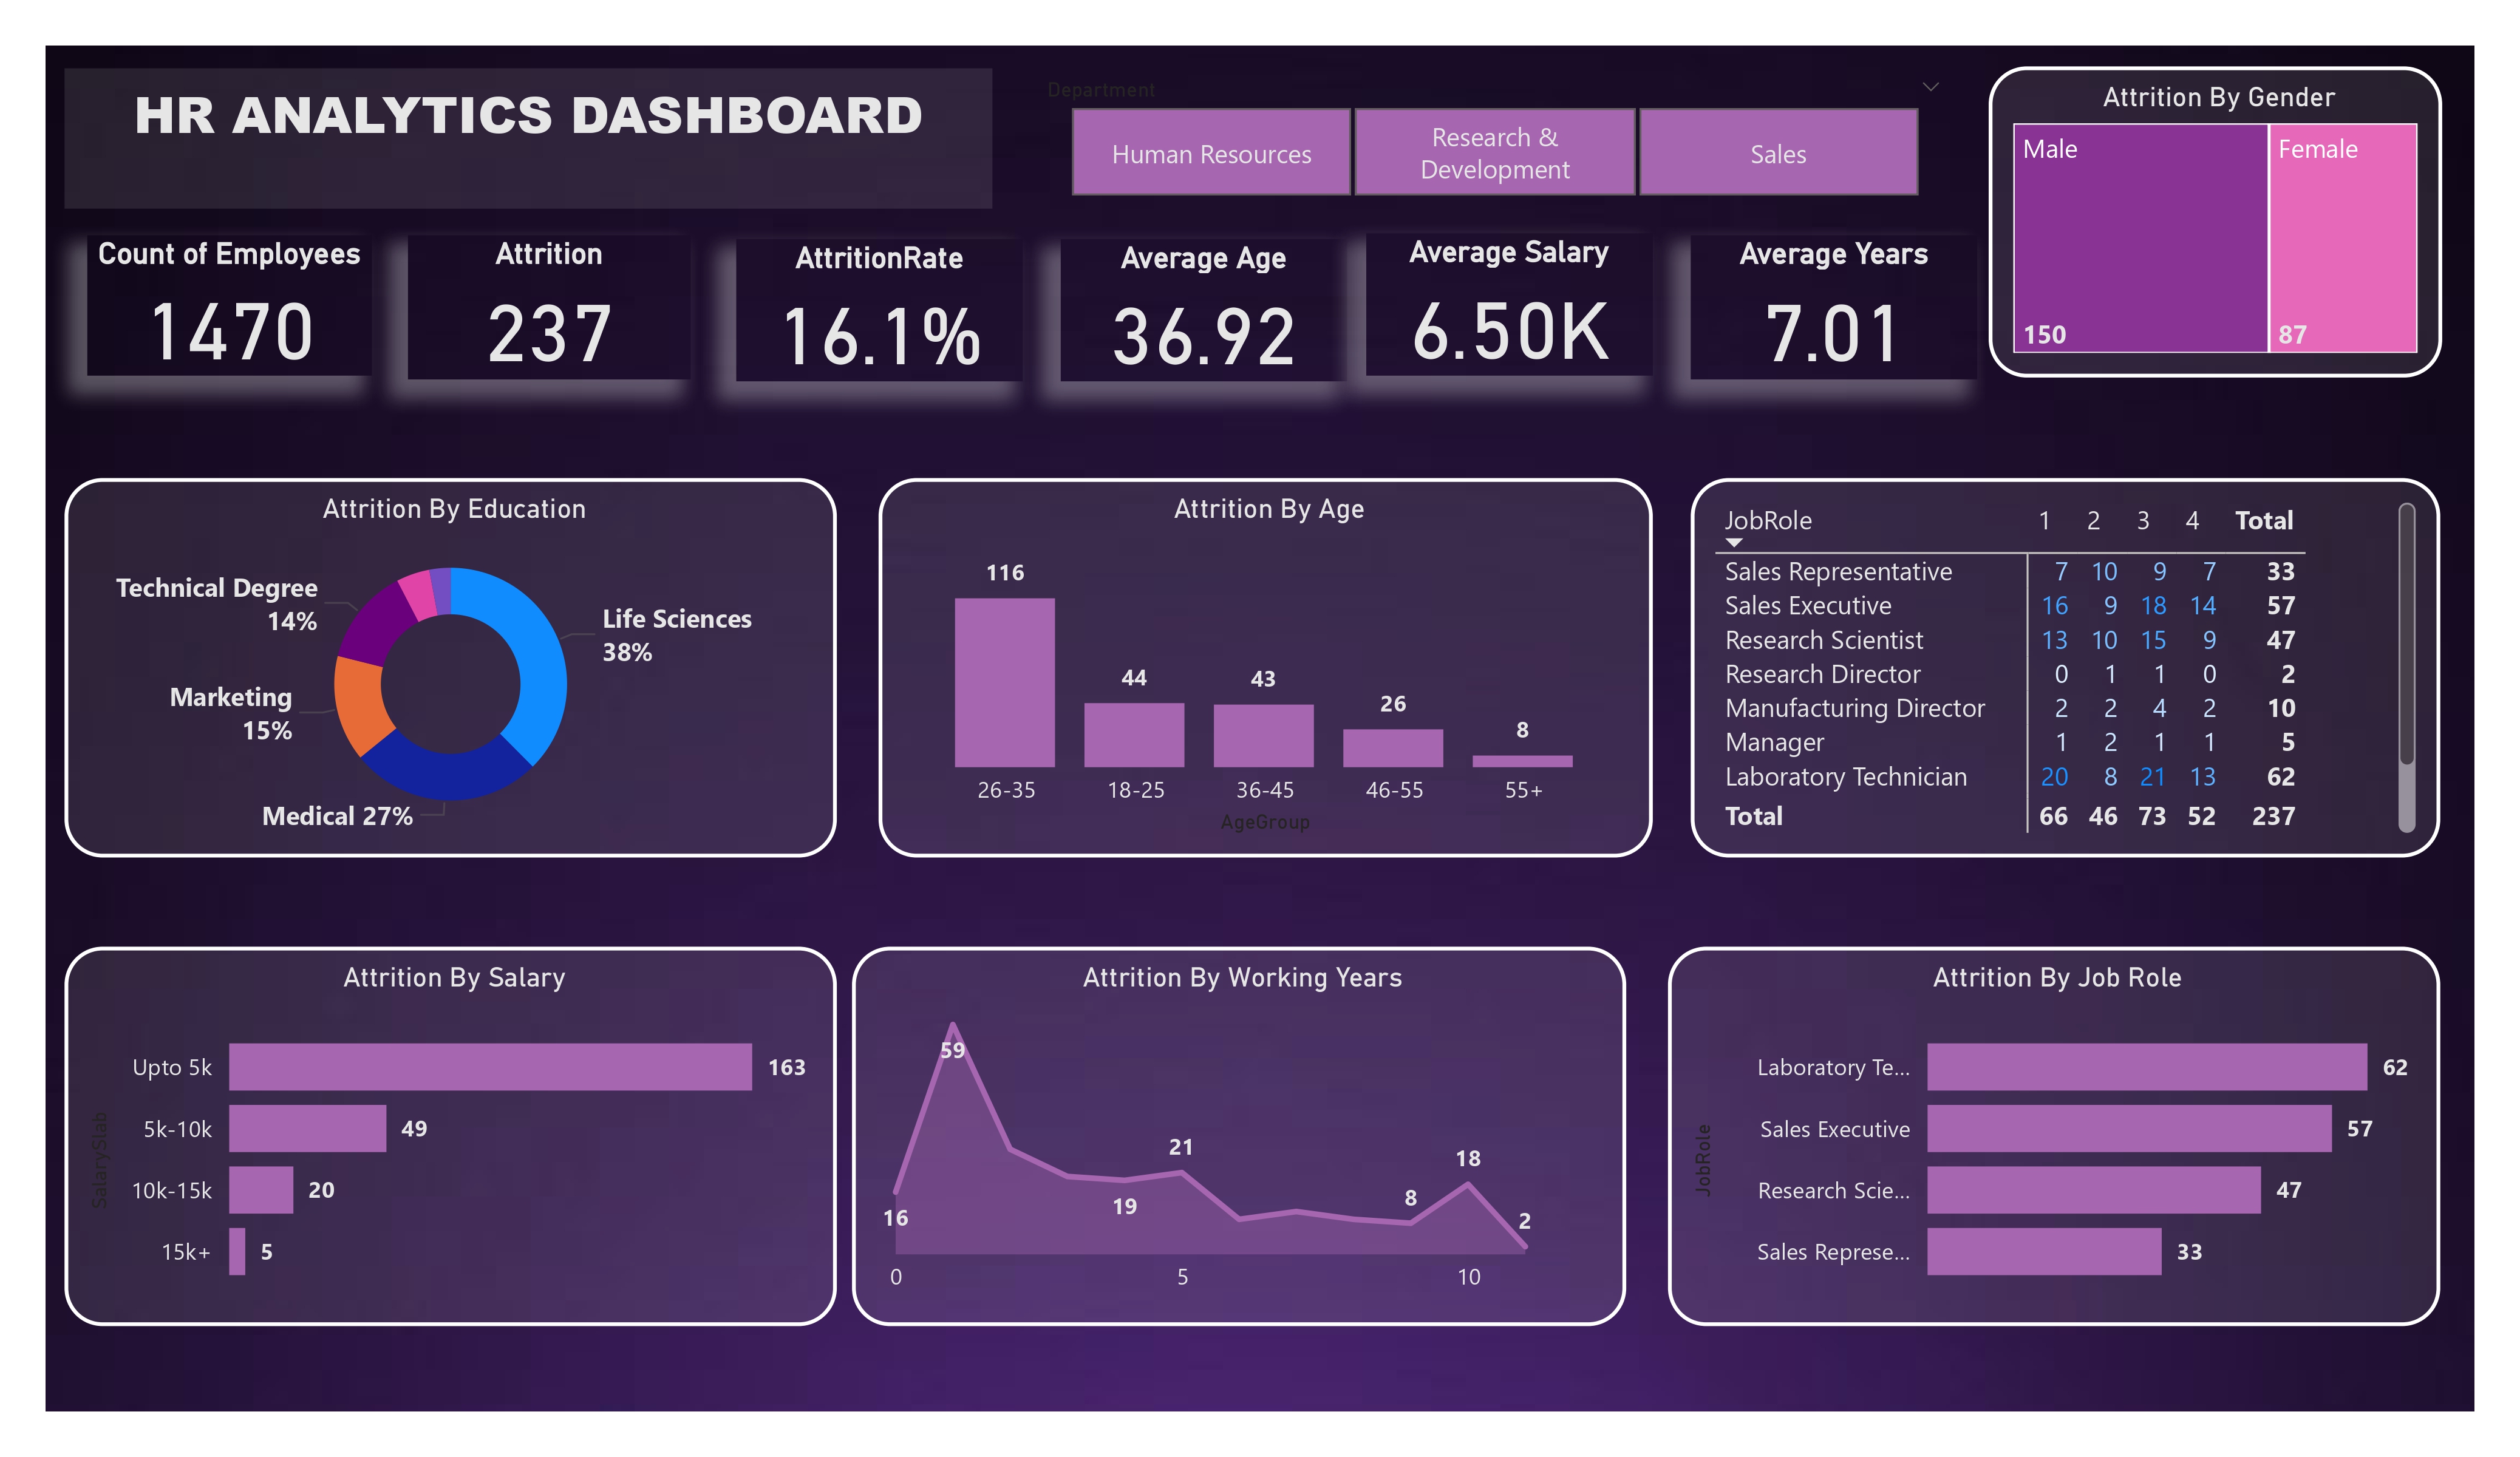 HR ANALYTICS DASHBOARD
Department
Human Resources
Research &
Development
Sales
Attrition By Gender
Male
Female
150
87
Count of Employees
1470
Attrition
237
AttritionRate
16.1%
Average Age
36.92
Average Salary
6.50K
Average Years
7.01
Attrition By Education
Technical Degree
14%
Life Sciences
38%
Marketing
15%
Medical 27%
Attrition By Age
116
44
43
26
8
26-35
18-25
36-45
46-55
55+
AgeGroup
JobRole 1 2 3 4 Total
Sales Representative 7 10 9 7 33
Sales Executive 16 9 18 14 57
Research Scientist 13 10 15 9 47
Research Director 0 1 1 0 2
Manufacturing Director 2 2 4 2 10
Manager 1 2 1 1 5
Laboratory Technician 20 8 21 13 62
Total 66 46 73 52 237
Attrition By Salary
SalarySlab
Upto 5k 163
5k-10k 49
10k-15k 20
15k+ 5
Attrition By Working Years
59
21
18
19
8
16
2
0 5 10
Attrition By Job Role
JobRole
Laboratory Te... 62
Sales Executive 57
Research Scie... 47
Sales Represe... 33